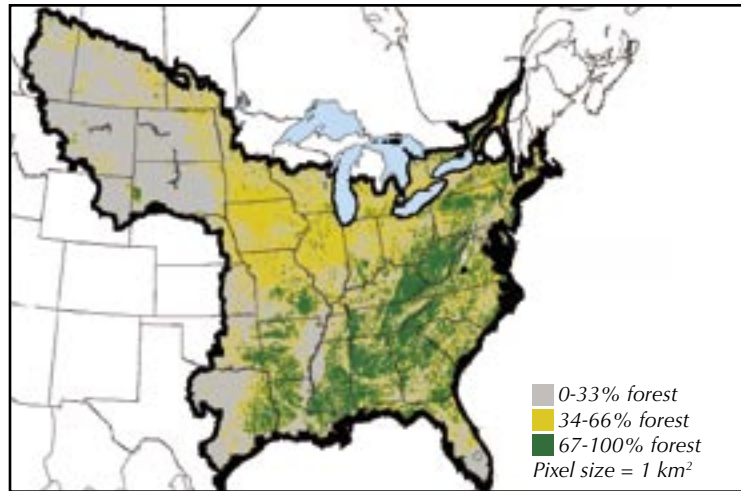 0-33% forest
34-66% forest
67-100% forest
Pixel size = 1 km²